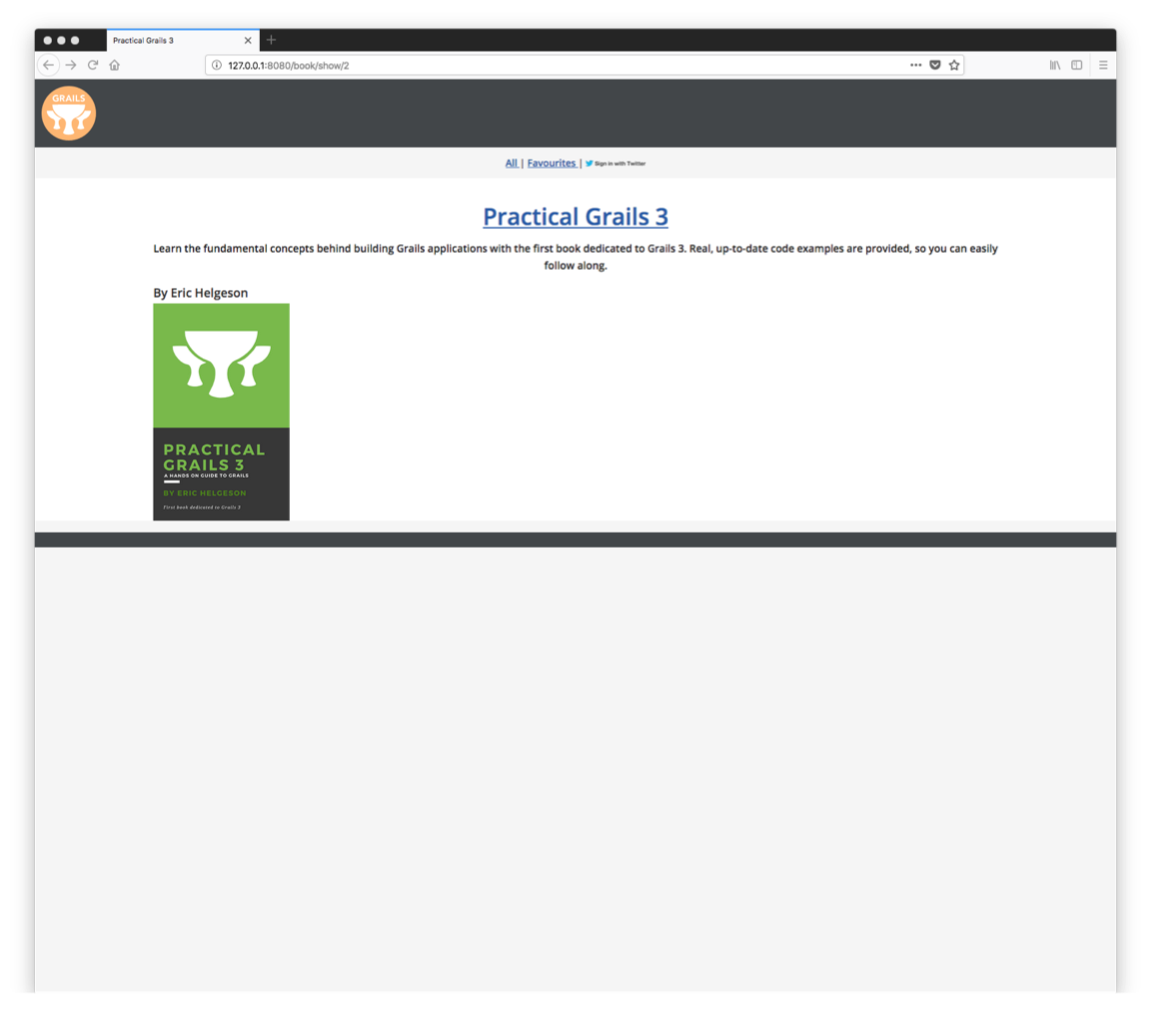 Practical Grails 3
127.0.0.1:8080/book/show/2
GRAILS
All | Favourites | Sign in with Twitter
Practical Grails 3
Learn the fundamental concepts behind building Grails applications with the first book dedicated to Grails 3. Real, up-to-date code examples are provided, so you can easily
follow along.
By Eric Helgeson
PRACTICAL
GRAILS 3
A HANDS ON GUIDE TO GRAILS
BY ERIC HELGESON
First book dedicated to Grails 3